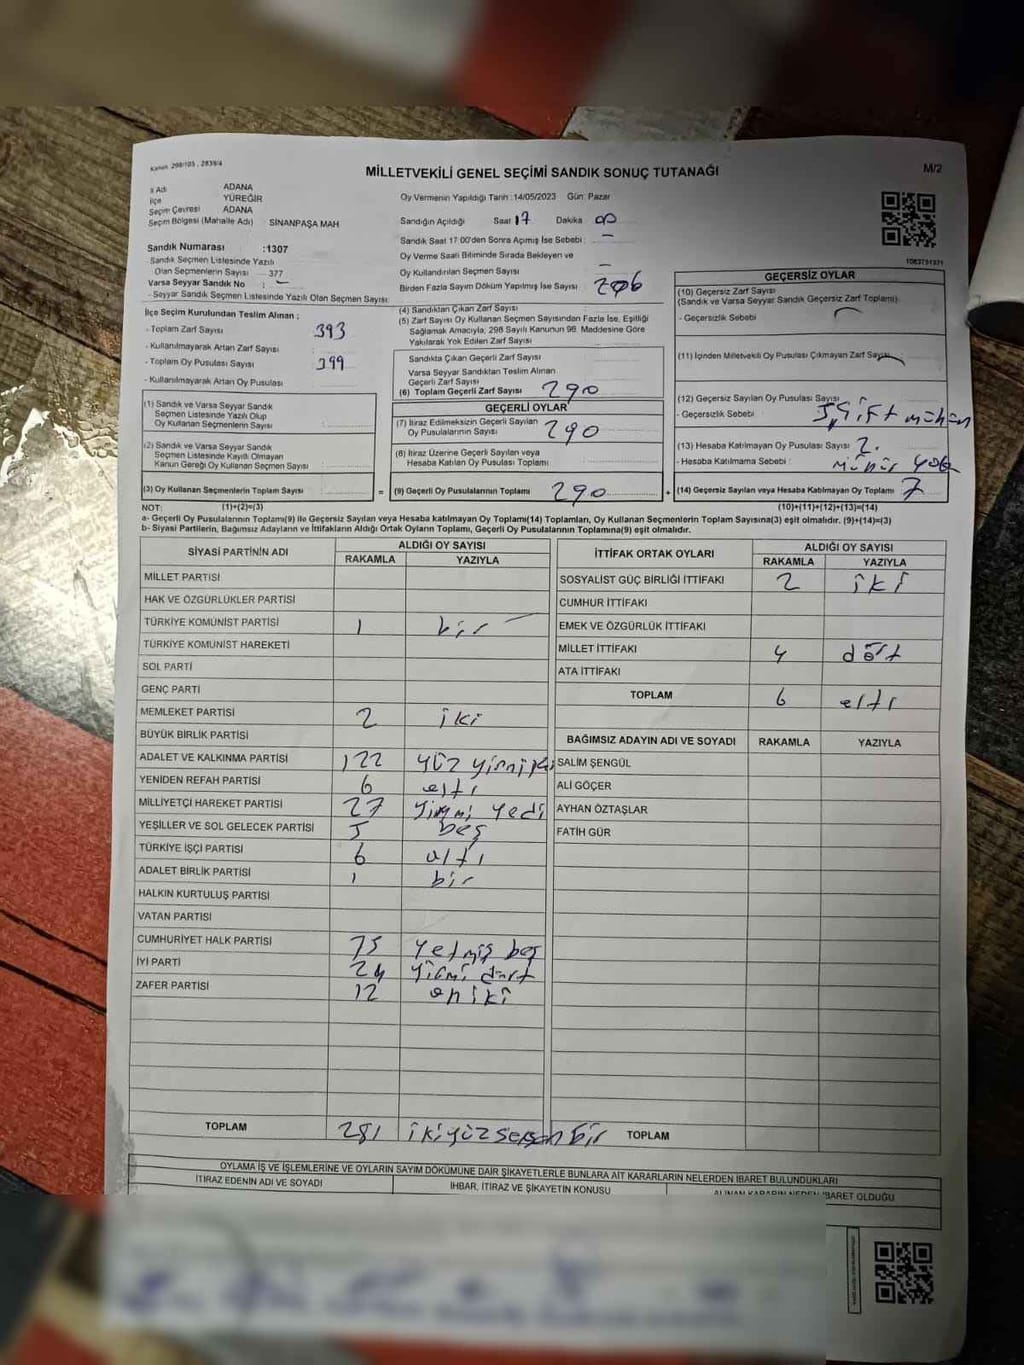 Kanun: 298/105 , 2839/4
MİLLETVEKİLİ GENEL SEÇİMİ SANDIK SONUÇ TUTANAĞI
M/2
İl Adı ADANA
İlçe YÜREĞİR
Seçim Çevresi ADANA
Seçim Bölgesi (Mahalle Adı) SİNANPAŞA MAH
Sandık Numarası :1307
Sandık Seçmen Listesinde Yazılı
Olan Seçmenlerin Sayısı 377
Varsa Seyyar Sandık No : -
- Seyyar Sandık Seçmen Listesinde Yazılı Olan Seçmen Sayısı:
Oy Vermenin Yapıldığı Tarih :14/05/2023 Gün: Pazar
Sandığın Açıldığı Saat 17 Dakika 00
Sandık Saat 17:00'den Sonra Açımış İse Sebebi : -
Oy Verme Saati Bitiminde Sırada Bekleyen ve
Oy Kullandırılan Seçmen Sayısı -
Birden Fazla Sayım Döküm Yapılmış İse Sayısı
İlçe Seçim Kurulundan Teslim Alınan ;
- Toplam Zarf Sayısı 393
- Kullanılmayarak Artan Zarf Sayısı
- Toplam Oy Pusulası Sayısı 399
- Kullanılmayarak Artan Oy Pusulası
(4) Sandıktan Çıkan Zarf Sayısı
(5) Zarf Sayısı Oy Kullanan Seçmen Sayısından Fazla İse, Eşitliği
Sağlamak Amacıyla; 298 Sayılı Kanunun 98. Maddesine Göre
Yakılarak Yok Edilen Zarf Sayısı
Sandıkta Çıkan Geçerli Zarf Sayısı
Varsa Seyyar Sandıktan Teslim Alınan
Geçerli Zarf Sayısı
(6) Toplam Geçerli Zarf Sayısı 290
GEÇERLİ OYLAR
(7) İtiraz Edilmeksizin Geçerli Sayılan
Oy Pusulalarının Sayısı 290
(8) İtiraz Üzerine Geçerli Sayılan veya
Hesaba Katılan Oy Pusulası Toplamı
(9) Geçerli Oy Pusulalarının Toplamı 290
GEÇERSİZ OYLAR
(10) Geçersiz Zarf Sayısı
(Sandık ve Varsa Seyyar Sandık Geçersiz Zarf Toplamı)
- Geçersizlik Sebebi
(11) İçinden Milletvekili Oy Pusulası Çıkmayan Zarf Sayısı
(12) Geçersiz Sayılan Oy Pusulası Sayısı
- Geçersizlik Sebebi : 5, Çift mühür
(13) Hesaba Katılmayan Oy Pusulası Sayısı 2.
- Hesaba Katılmama Sebebi : mühür yok
(14) Geçersiz Sayılan veya Hesaba Katılmayan Oy Pusulası Toplamı 7
(1) Sandık ve Varsa Seyyar Sandık
Seçmen Listesinde Yazılı Olup
Oy Kullanan Seçmenlerin Sayısı
(2) Sandık ve Varsa Seyyar Sandık
Seçmen Listesinde Kayıtlı Olmayan
Kanun Gereği Oy Kullanan Seçmen Sayısı
(3) Oy Kullanan Seçmenlerin Toplam Sayısı
NOT: (1)+(2)=(3) (10)+(11)+(12)+(13)=(14)
a- Geçerli Oy Pusulalarının Toplamı(9) ile Geçersiz Sayılan veya Hesaba katılmayan Oy Toplamı(14) Toplamları, Oy Kullanan Seçmenlerin Toplam Sayısına(3) eşit olmalıdır. (9)+(14)=(3)
b- Siyasi Partilerin, Bağımsız Adayların ve İttifakların Aldığı Ortak Oyların Toplamı, Geçerli Oy Pusulalarının Toplamına(9) eşit olmalıdır.
SİYASİ PARTİNİN ADI ALDIĞI OY SAYISI
RAKAMLA YAZIYLA
MİLLET PARTİSİ
HAK VE ÖZGÜRLÜKLER PARTİSİ
TÜRKİYE KOMÜNİST PARTİSİ 1 bir
TÜRKİYE KOMÜNİST HAREKETİ
SOL PARTİ
GENÇ PARTİ
MEMLEKET PARTİSİ 2 iki
BÜYÜK BİRLİK PARTİSİ
ADALET VE KALKINMA PARTİSİ 122 yüz yirmi iki
YENİDEN REFAH PARTİSİ 6 altı
MİLLİYETÇİ HAREKET PARTİSİ 27 yirmi yedi
YEŞİLLER VE SOL GELECEK PARTİSİ 5 beş
TÜRKİYE İŞÇİ PARTİSİ 6 altı
ADALET BİRLİK PARTİSİ 1 bir
HALKIN KURTULUŞ PARTİSİ
VATAN PARTİSİ
CUMHURİYET HALK PARTİSİ 75 yetmiş beş
İYİ PARTİ 24 yirmi dört
ZAFER PARTİSİ 12 on iki
TOPLAM 281 iki yüz seksen bir
İTTİFAK ORTAK OYLARI ALDIĞI OY SAYISI
RAKAMLA YAZIYLA
SOSYALİST GÜÇ BİRLİĞİ İTTİFAKI 2 iki
CUMHUR İTTİFAKI
EMEK VE ÖZGÜRLÜK İTTİFAKI
MİLLET İTTİFAKI 4 dört
ATA İTTİFAKI
TOPLAM 6 altı
BAĞIMSIZ ADAYIN ADI VE SOYADI RAKAMLA YAZIYLA
SALİM ŞENGÜL
ALİ GÖÇER
AYHAN ÖZTAŞLAR
FATİH GÜR
TOPLAM
OYLAMA İŞ VE İŞLEMLERİNE VE OYLARIN SAYIM DÖKÜMÜNE DAİR ŞİKAYETLERLE BUNLARA AİT KARARLARIN NELERDEN İBARET BULUNDUKLARI
İTİRAZ EDENİN ADI VE SOYADI
İHBAR, İTİRAZ VE ŞİKAYETİN KONUSU
ALINAN KARARIN NEDEN İBARET OLDUĞU